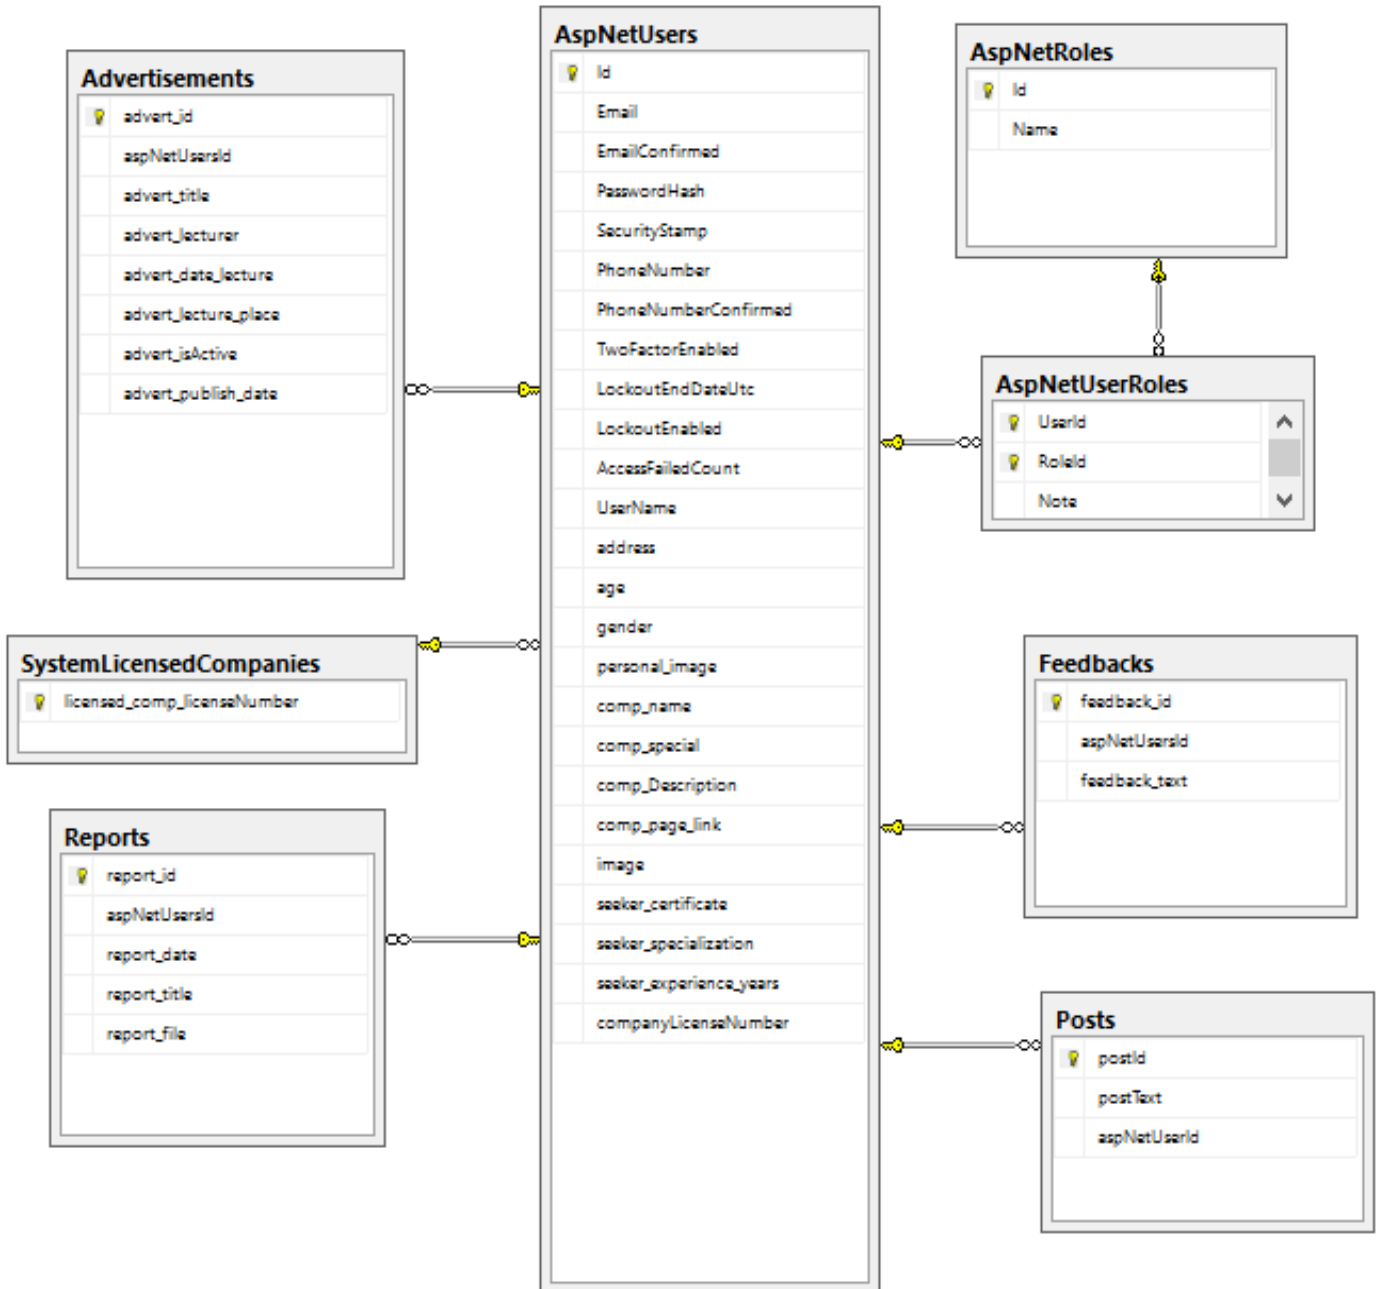 Advertisements
advert_id
aspNetUsersId
advert_title
advert_lecturer
advert_date_lecture
advert_lecture_place
advert_isActive
advert_publish_date
SystemLicensedCompanies
licensed_comp_licenseNumber
Reports
report_id
aspNetUsersId
report_date
report_title
report_file
AspNetUsers
Id
Email
EmailConfirmed
PasswordHash
SecurityStamp
PhoneNumber
PhoneNumberConfirmed
TwoFactorEnabled
LockoutEndDateUtc
LockoutEnabled
AccessFailedCount
UserName
address
age
gender
personal_image
comp_name
comp_special
comp_Description
comp_page_link
image
seeker_certificate
seeker_specialization
seeker_experience_years
companyLicenseNumber
AspNetRoles
Id
Name
AspNetUserRoles
UserId
RoleId
Note
Feedbacks
feedback_id
aspNetUsersId
feedback_text
Posts
postId
postText
aspNetUserId